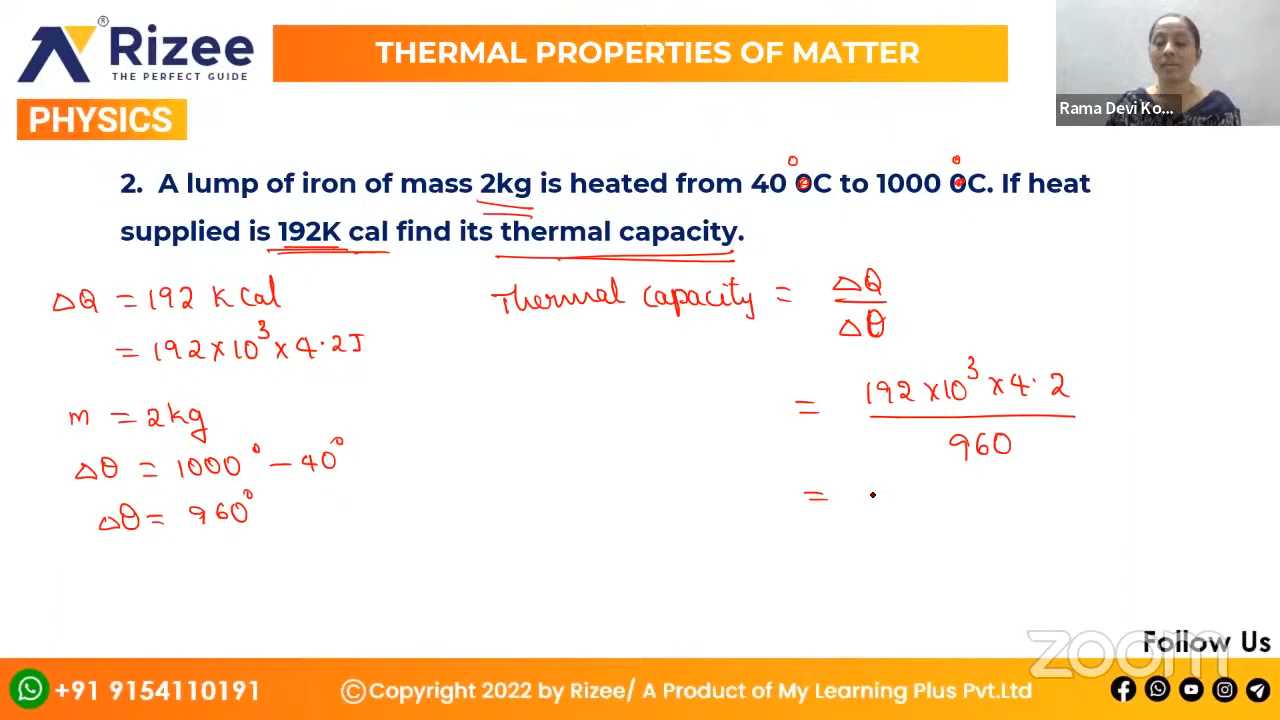 Rizee®
THE PERFECT GUIDE
THERMAL PROPERTIES OF MATTER
Rama Devi Ko...
PHYSICS
2. A lump of iron of mass 2kg is heated from 40 0C to 1000 0C. If heat
supplied is 192K cal find its thermal capacity.
ΔQ = 192 K Cal
= 192 × 10³ × 4.2J
m = 2kg
Δθ = 1000° – 40°
Δθ = 960°
Thermal capacity = ΔQ / Δθ
= 192 × 10³ × 4.2 / 960
=
zoom
Follow Us
+91 9154110191
©Copyright 2022 by Rizee/ A Product of My Learning Plus Pvt.Ltd